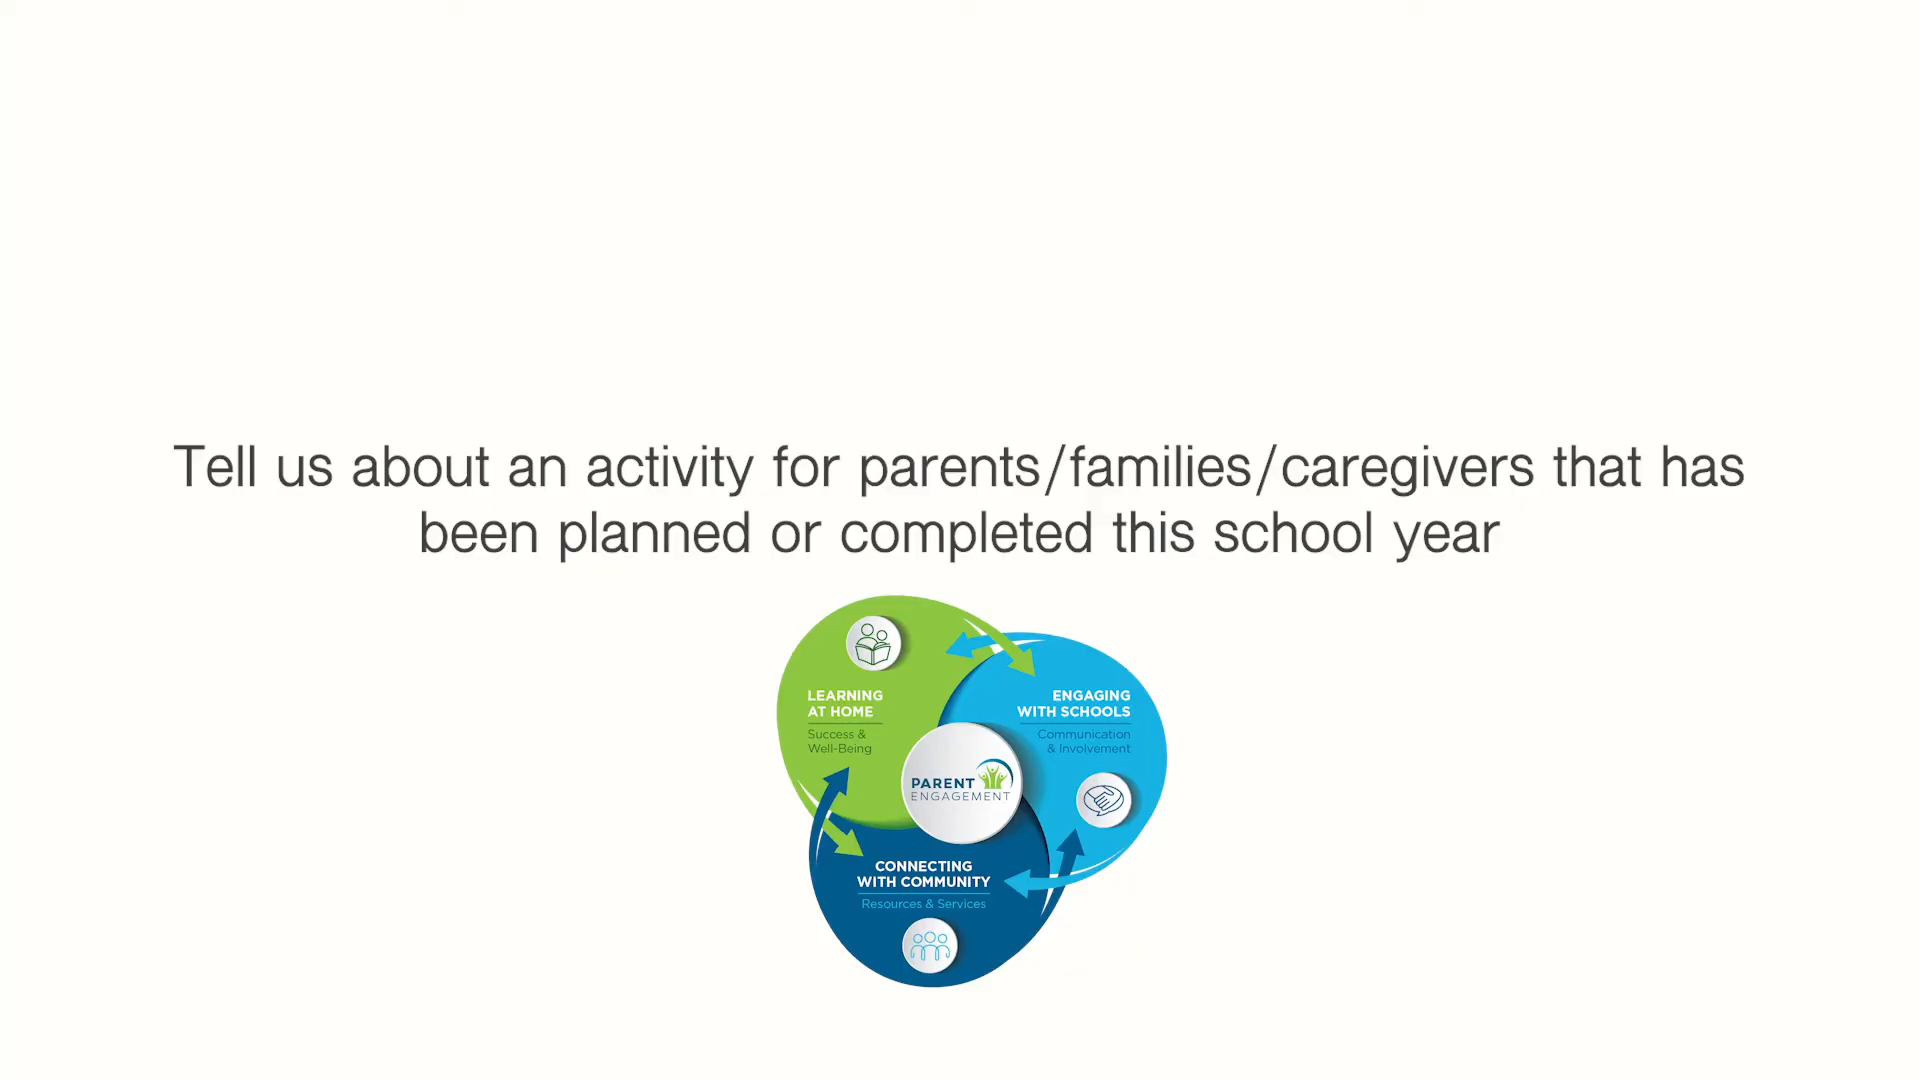 Tell us about an activity for parents/families/caregivers that has
been planned or completed this school year
LEARNING
AT HOME
Success &
Well-Being
ENGAGING
WITH SCHOOLS
Communication
& Involvement
PARENT
ENGAGEMENT
CONNECTING
WITH COMMUNITY
Resources & Services